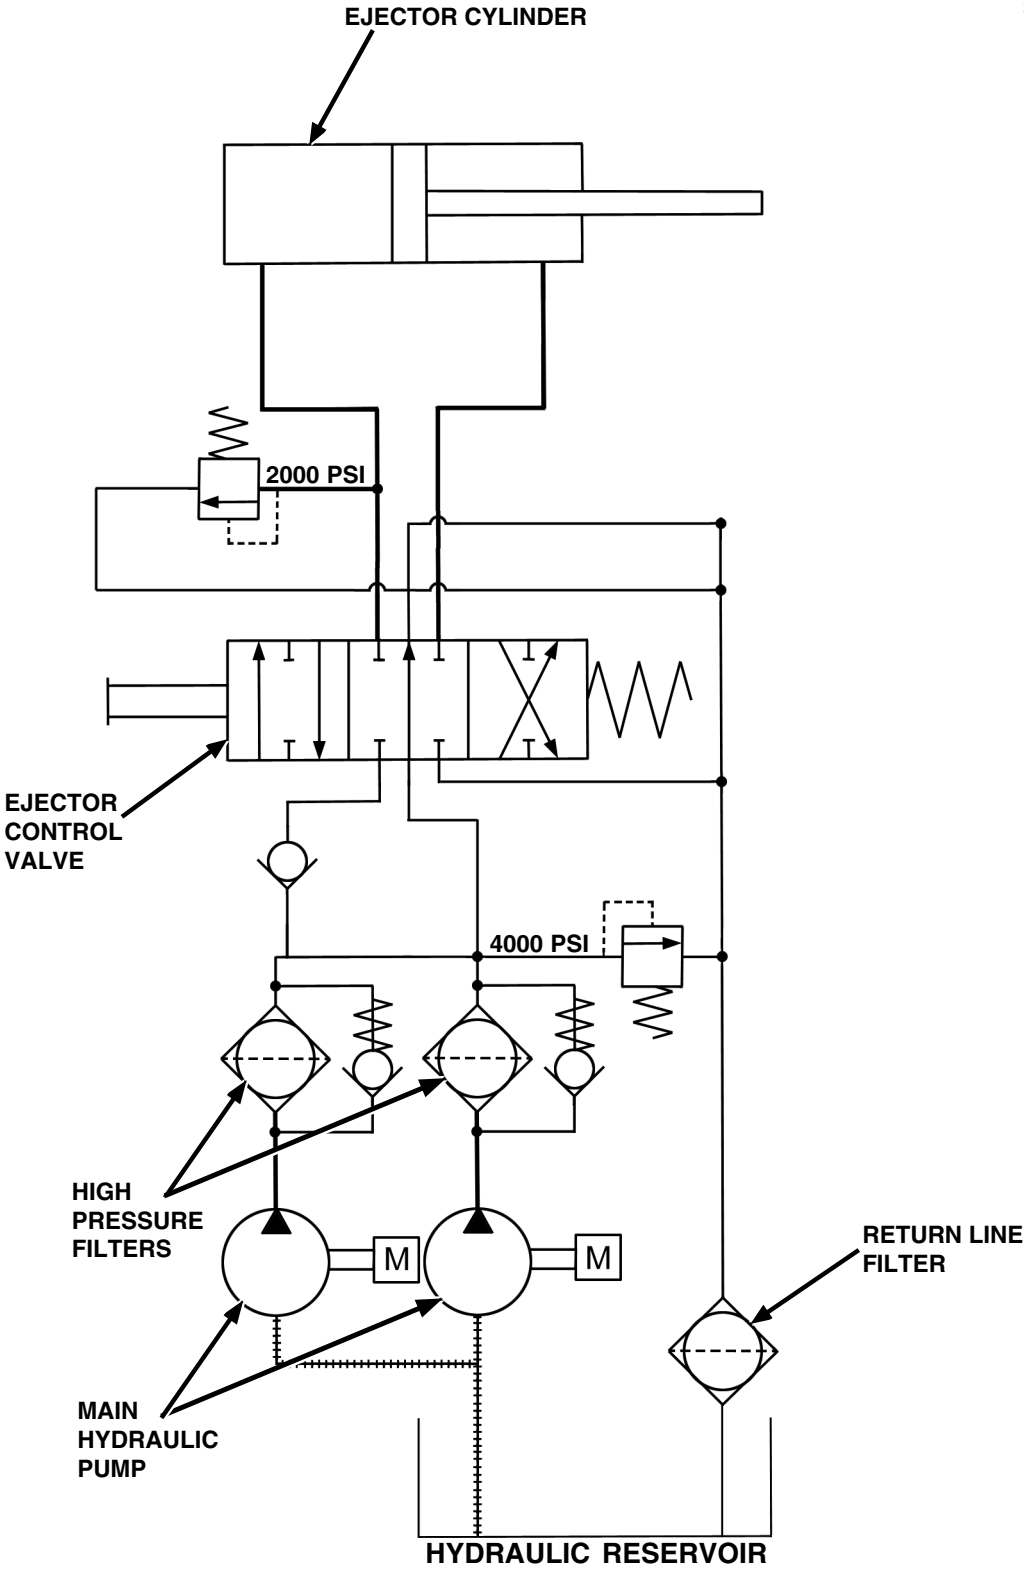 EJECTOR CYLINDER
2000 PSI
EJECTOR
CONTROL
VALVE
4000 PSI
HIGH
PRESSURE
FILTERS
M
M
RETURN LINE
FILTER
MAIN
HYDRAULIC
PUMP
HYDRAULIC RESERVOIR